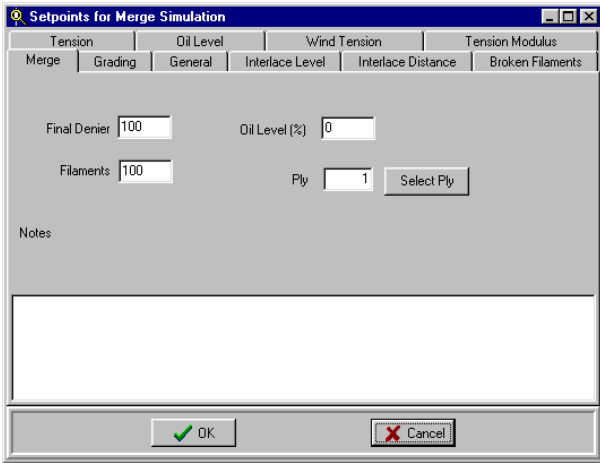 Setpoints for Merge Simulation
Tension Oil Level Wind Tension Tension Modulus
Merge Grading General Interlace Level Interlace Distance Broken Filaments
Final Denier 100 Oil Level (%) 0
Filaments 100 Ply 1 Select Ply
Notes
OK Cancel